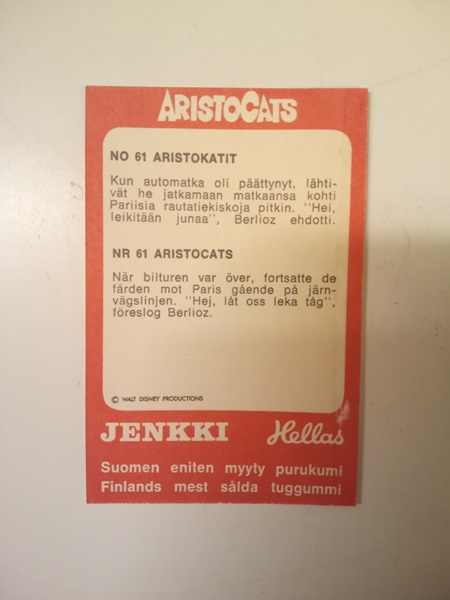 ARISTOCATS
NO 61 ARISTOKATIT
Kun automatka oli päättynyt, lähti-
vät he jatkamaan matkaansa kohti
Pariisia rautatiekiskoja pitkin. "Hei,
leikitään junaa", Berlioz ehdotti.
NR 61 ARISTOCATS
När bilturen var över, fortsatte de
färden mot Paris gående på järn-
vägslinjen. "Hej, låt oss leka tåg",
föreslog Berlioz.
© WALT DISNEY PRODUCTIONS
JENKKI Hellas
Suomen eniten myyty purukumi
Finlands mest sålda tuggummi